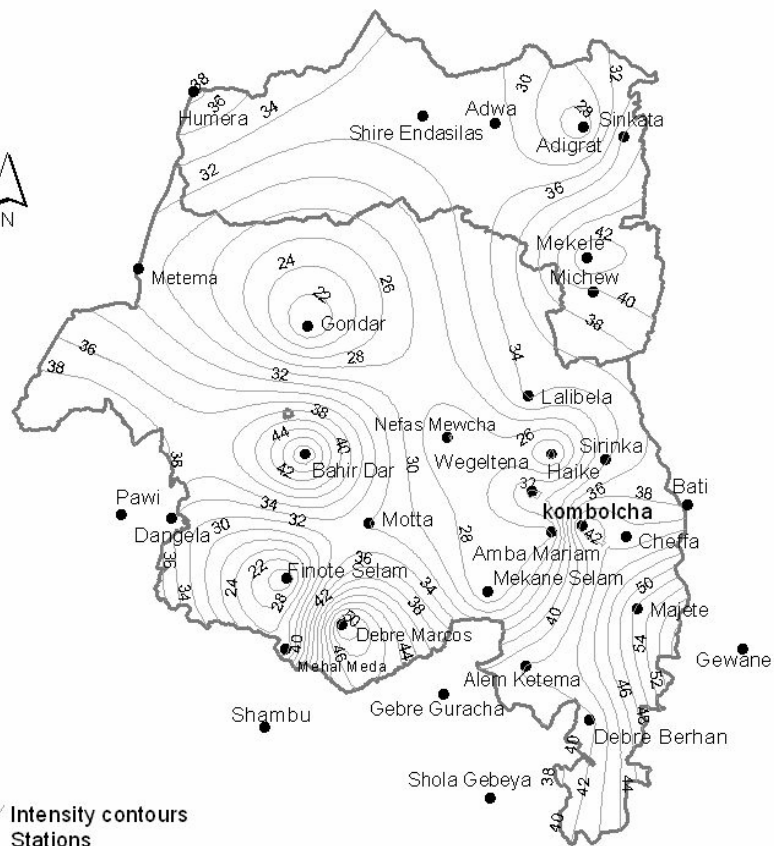 38
32
Humera
36
34
30
28
Adwa
Shire Endasilas
Adigrat
Sinkata
32
36
N
42
Mekele
Metema
24
26
22
Michew
40
Gondar
38
36
28
34
38
32
Lalibela
38
Nefas Mewcha
44
40
26
Sirinka
Wegeltena
Haike
42
Bahir Dar
30
38
32
36
38
Bati
Pawi
34
kombolcha
Dangela
30
32
Motta
28
42
Cheffa
36
Amba Mariam
36
22
Finote Selam
34
Mekane Selam
50
24
28
42
38
Majete
34
40
50
Debre Marcos
54
40
46
44
Gewane
Mehal Meda
Alem Ketema
46
52
Gebre Guracha
Shambu
48
Debre Berhan
40
Shola Gebeya
38
42
44
40
Intensity contours
Stations